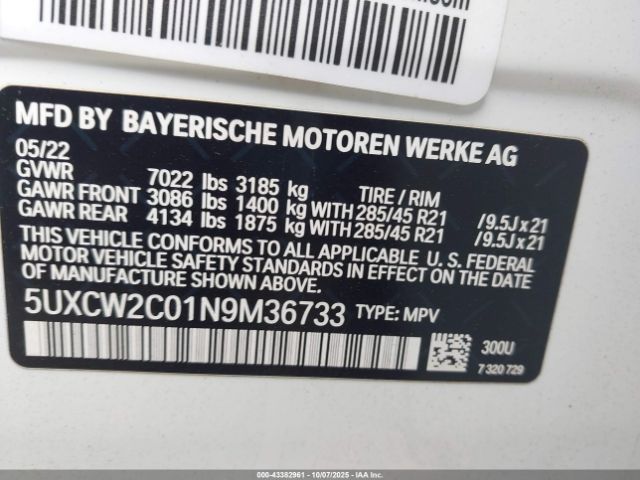 MFD BY BAYERISCHE MOTOREN WERKE AG
05/22
GVWR 7022 lbs 3185 kg TIRE / RIM
GAWR FRONT 3086 lbs 1400 kg WITH 285/45 R21 /9.5J x 21
GAWR REAR 4134 lbs 1875 kg WITH 285/45 R21 /9.5J x 21
THIS VEHICLE CONFORMS TO ALL APPLICABLE U.S. FEDERAL
MOTOR VEHICLE SAFETY STANDARDS IN EFFECT ON THE DATE
OF MANUFACTURE SHOWN ABOVE.
5UXCW2C01N9M36733 TYPE: MPV
300U
7 320 729
000-43382961 - 10/07/2025 - IAAI.CA